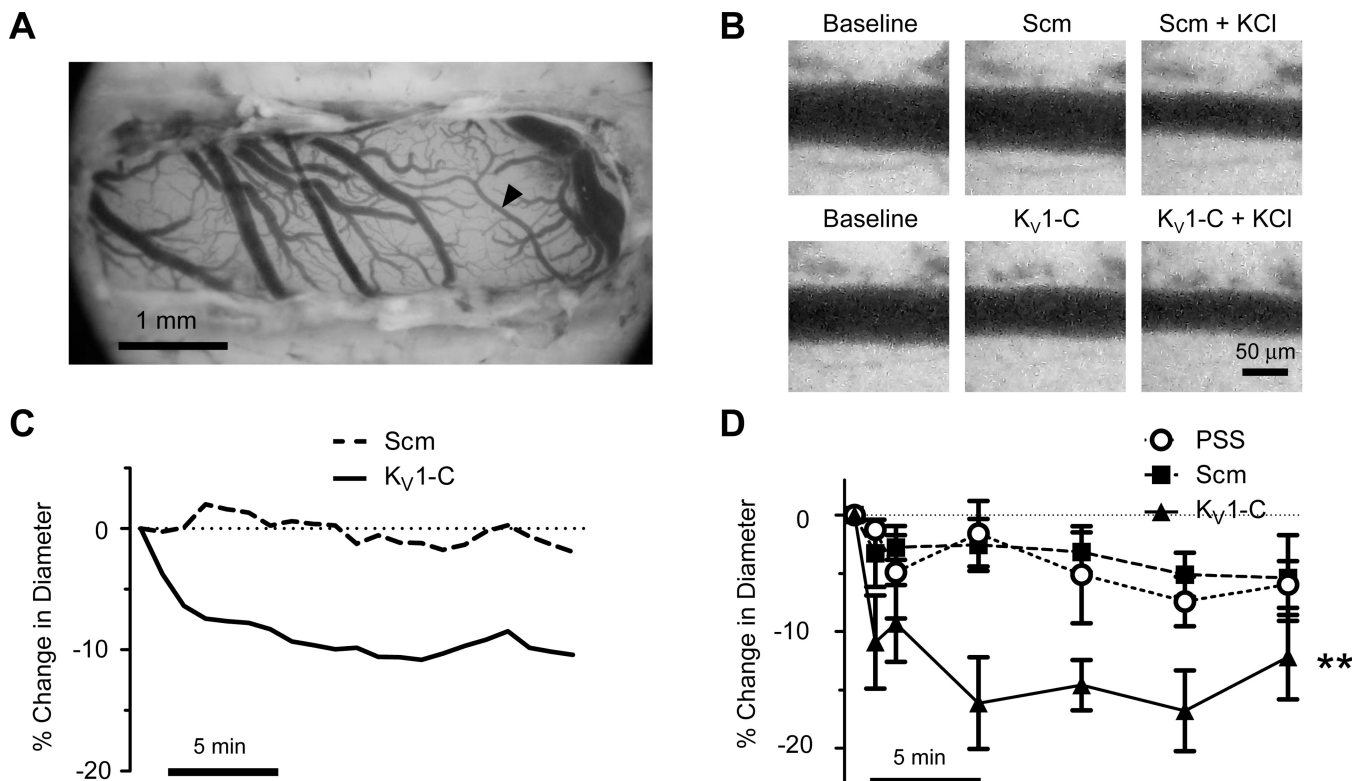 A
1 mm
B
Baseline Scm Scm + KCl
Baseline Kᵥ1-C Kᵥ1-C + KCl
50 μm
C
Scm
Kᵥ1-C
% Change in Diameter
0
-10
-20
5 min
D
PSS
Scm
Kᵥ1-C
% Change in Diameter
0
-10
-20
**
5 min